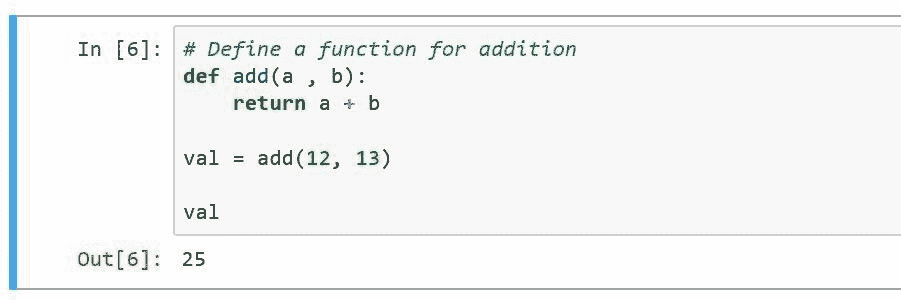 In [6]: # Define a function for addition
def add(a , b):
    return a + b
val = add(12, 13)
val
Out[6]: 25